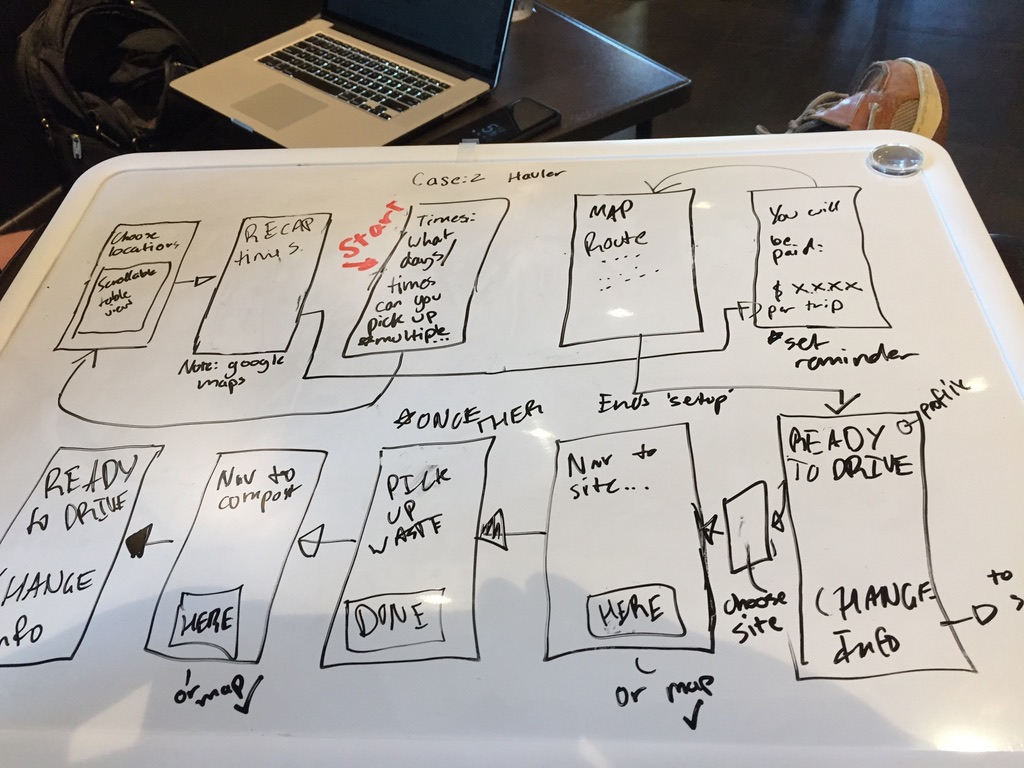 Case: 2 Hauler
Choose
locations
Scrollable
table
view
RECAP
times.
Note: google
maps
Start
Times:
What
days/
times
can you
pick up
*multiple...
MAP
Route
You will
be
paid:
$ XXXX
per trip
*set
reminder
Ends 'setup'
profile
READY
TO DRIVE
CHANGE
Info
to
choose
site
Nav to
site...
HERE
or map
*ONCE THER
PICK
UP
WASTE
DONE
Nav to
compost
HERE
or map
READY
to DRIVE
CHANGE
Info